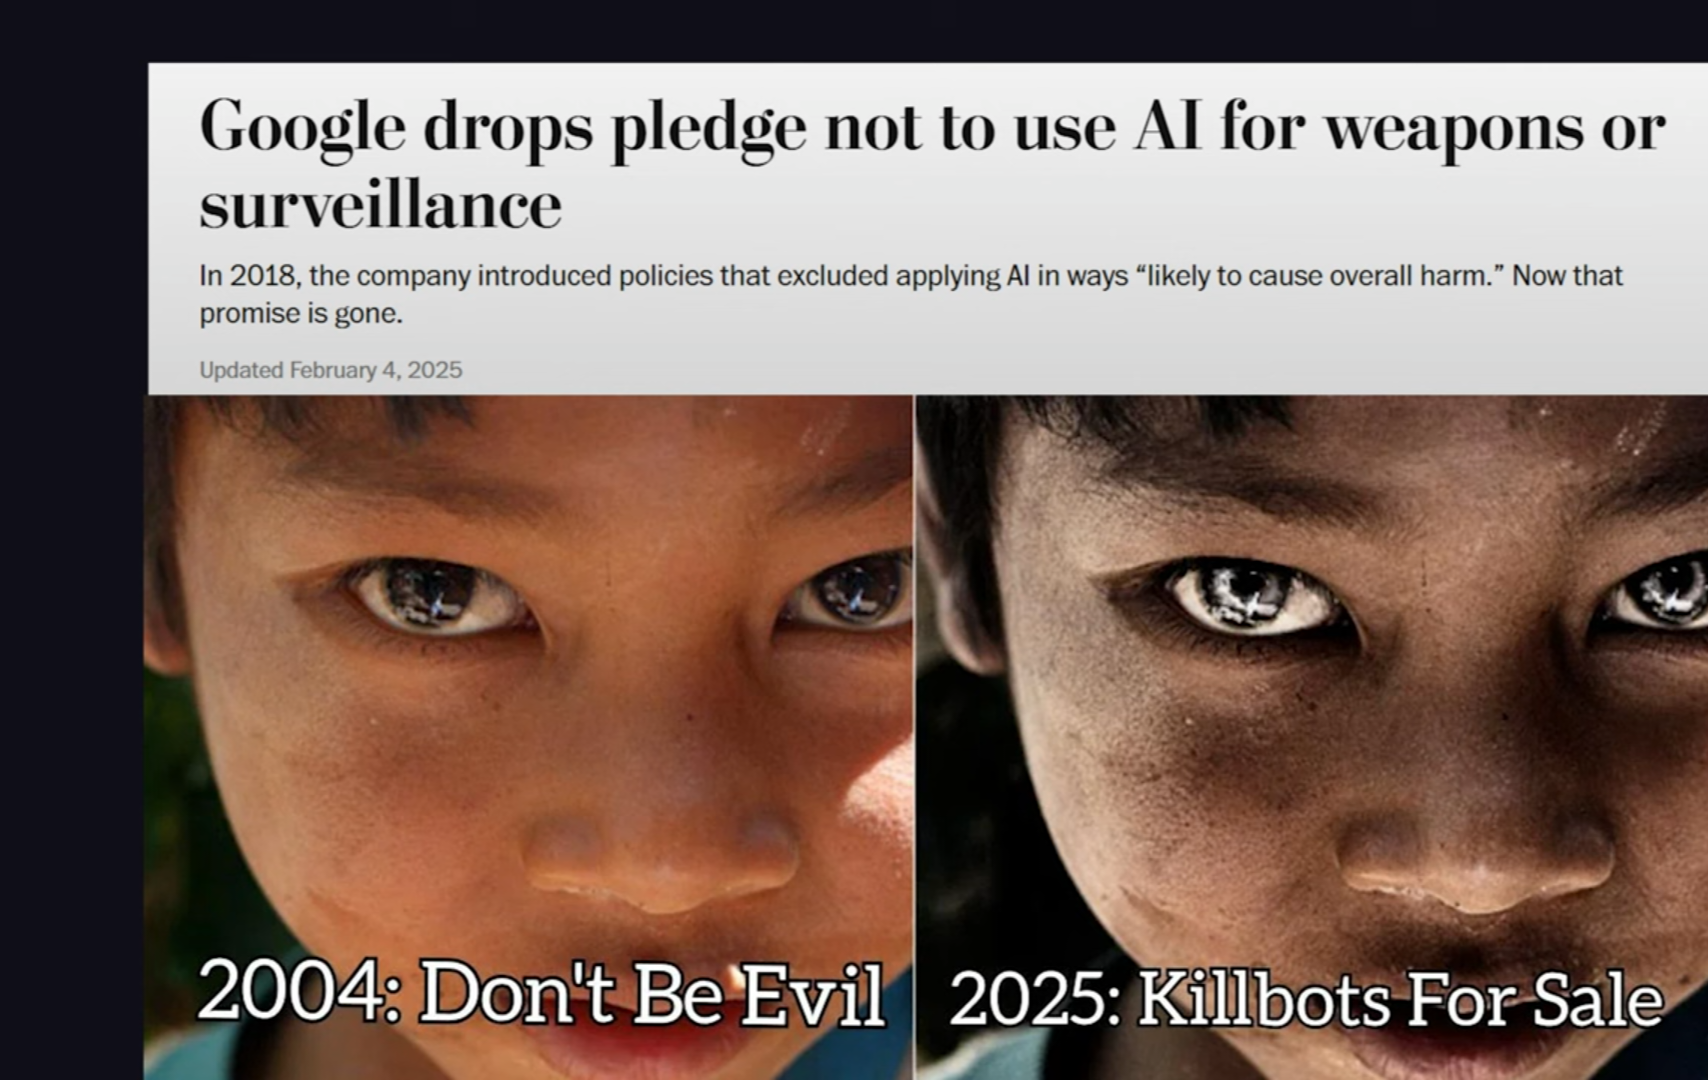 Google drops pledge not to use AI for weapons or
surveillance
In 2018, the company introduced policies that excluded applying AI in ways “likely to cause overall harm.” Now that
promise is gone.
Updated February 4, 2025
2004: Don't Be Evil
2025: Killbots For Sale